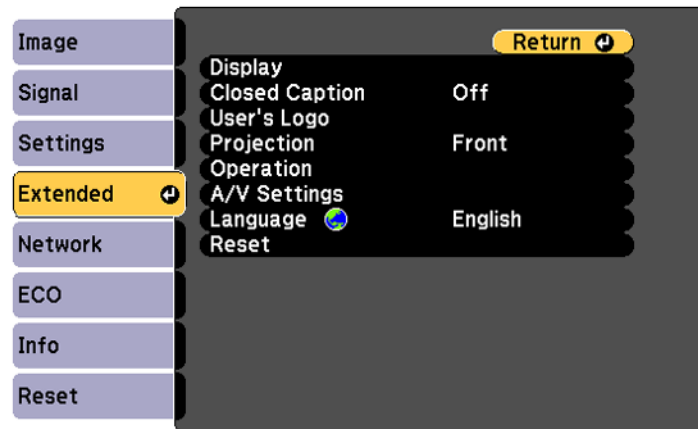 Image
Signal
Settings
Extended
Network
ECO
Info
Reset
Return
Display
Closed Caption Off
User's Logo
Projection Front
Operation
A/V Settings
Language English
Reset